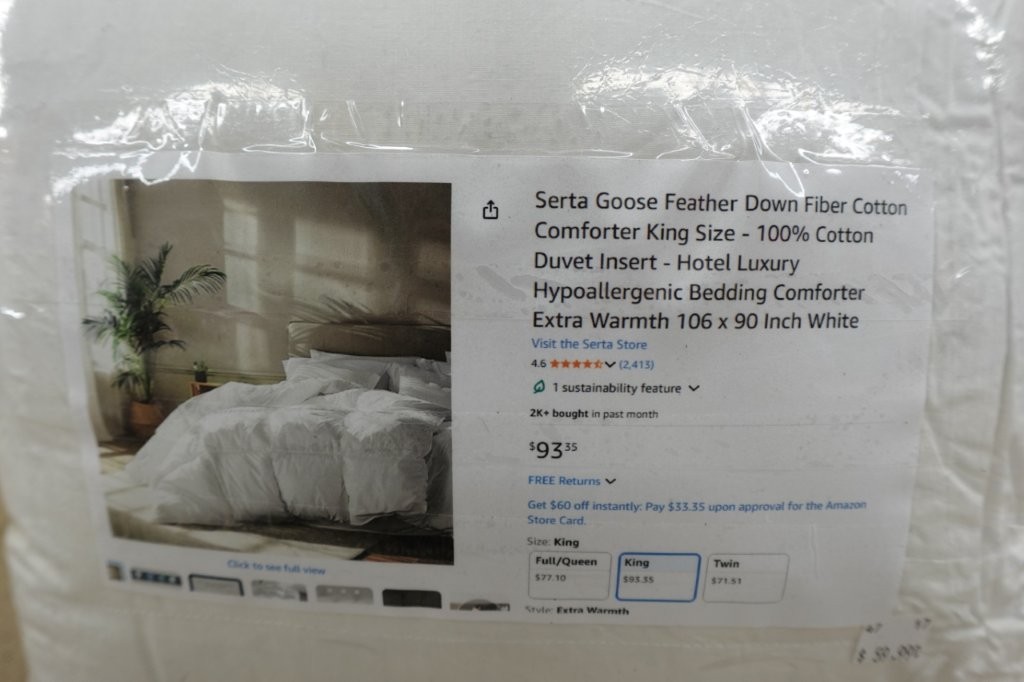 Serta Goose Feather Down Fiber Cotton
Comforter King Size - 100% Cotton
Duvet Insert - Hotel Luxury
Hypoallergenic Bedding Comforter
Extra Warmth 106 x 90 Inch White
Visit the Serta Store
4.6 (2,413)
1 sustainability feature
2K+ bought in past month
$93.35
FREE Returns
Get $60 off instantly: Pay $33.35 upon approval for the Amazon
Store Card.
Size: King
Full/Queen King Twin
$77.10 $93.35 $71.51
Click to see full view
Style: Extra Warmth